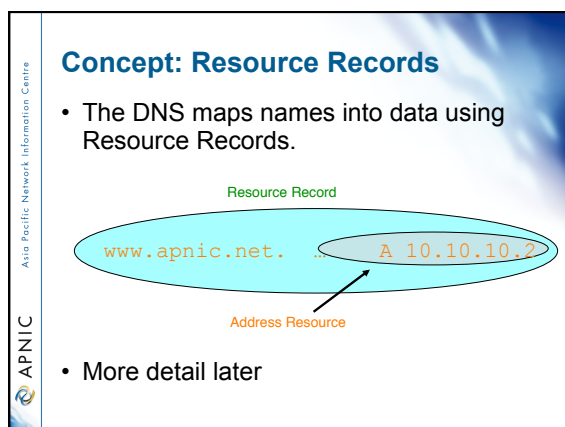 Concept: Resource Records
• The DNS maps names into data using
Resource Records.
Resource Record
www.apnic.net. … A 10.10.10.2
Address Resource
• More detail later
Asia Pacific Network Information Centre
APNIC